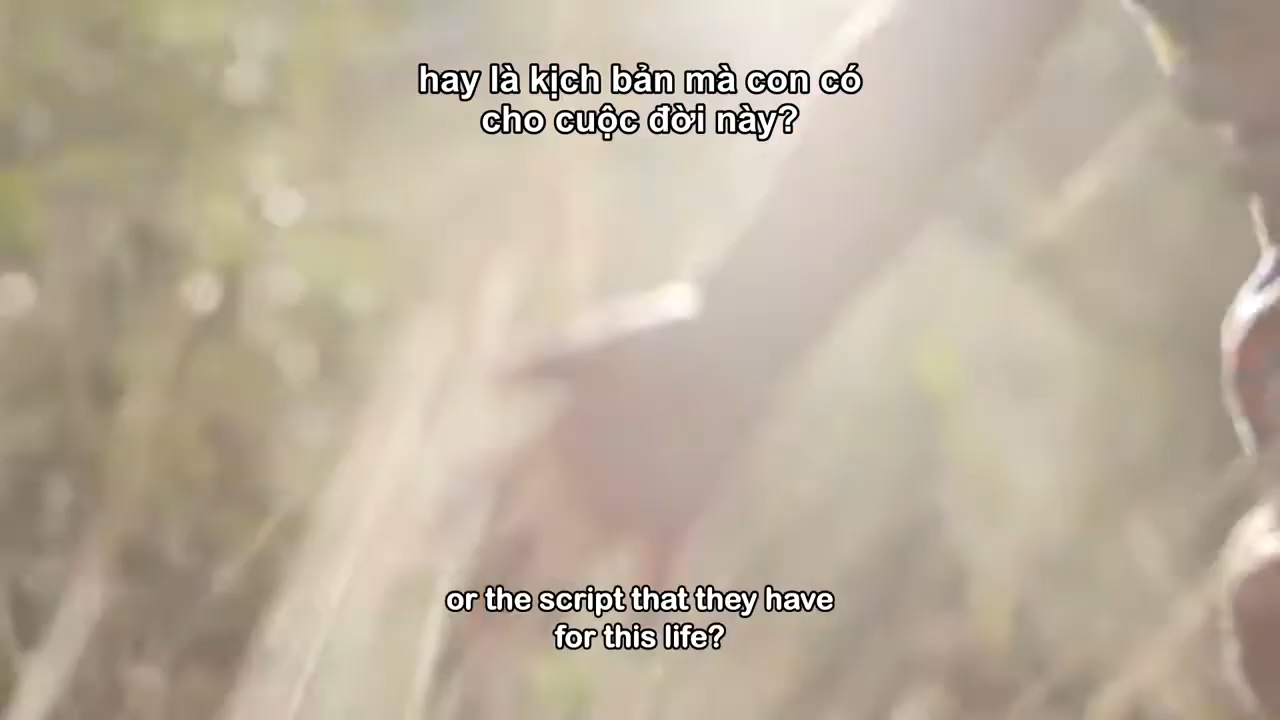 hay là kịch bản mà con có
cho cuộc đời này?
or the script that they have
for this life?